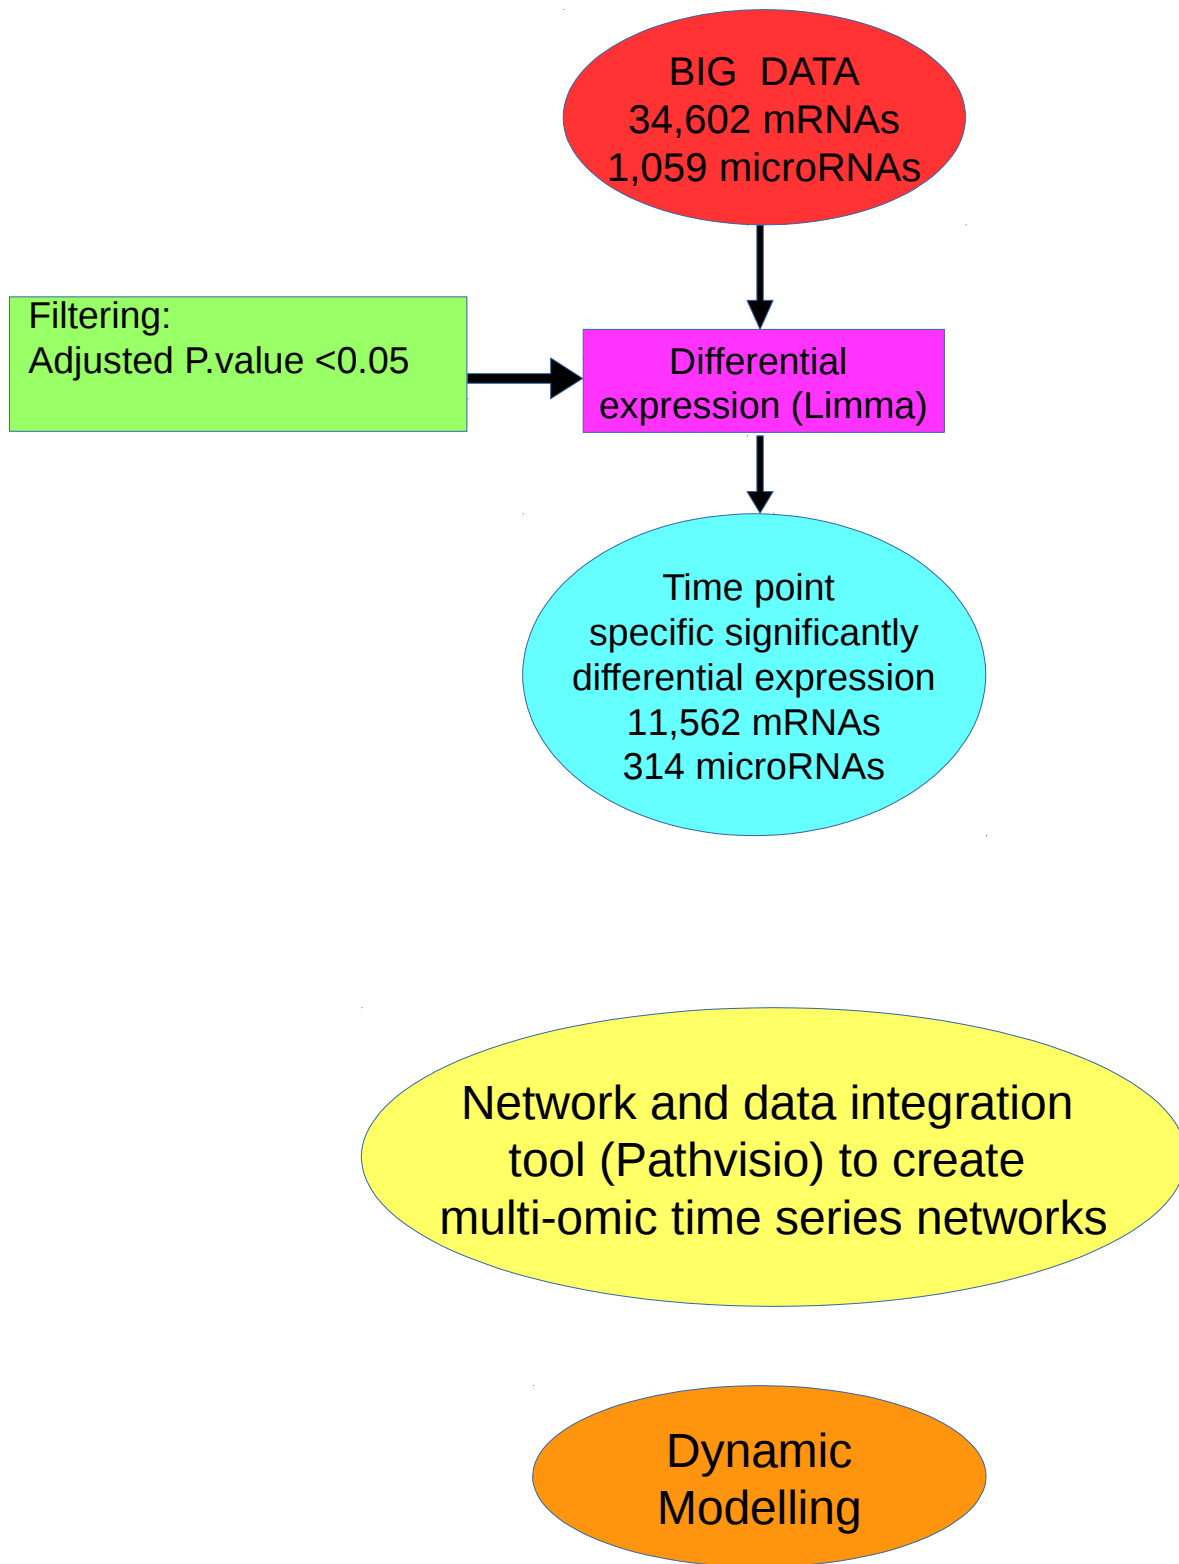 BIG  DATA
34,602 mRNAs
1,059 microRNAs
Filtering:
Adjusted P.value <0.05
Differential
expression (Limma)
Time point
specific significantly
differential expression
11,562 mRNAs
314 microRNAs
Network and data integration
tool (Pathvisio) to create
multi-omic time series networks
Dynamic
Modelling